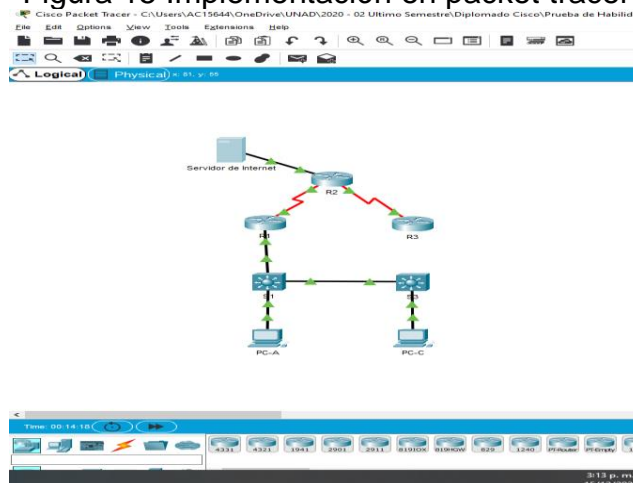 Figura 13 Implementación en packet tracer
Cisco Packet Tracer - C:\Users\AC15644\OneDrive\UNAD\2020 - 02 Ultimo Semestre\Diplomado Cisco\Prueba de Habilid
File Edit Options View Tools Extensions Help
Logical Physical x: 81, y: 55
Servidor de Internet
R2
R1
R3
S1
S3
PC-A
PC-C
Time: 00:14:18
4331 4321 1941 2901 2911 819IOX 819HGW 829 1240 PT-Router PT-Empty
3:13 p. m.